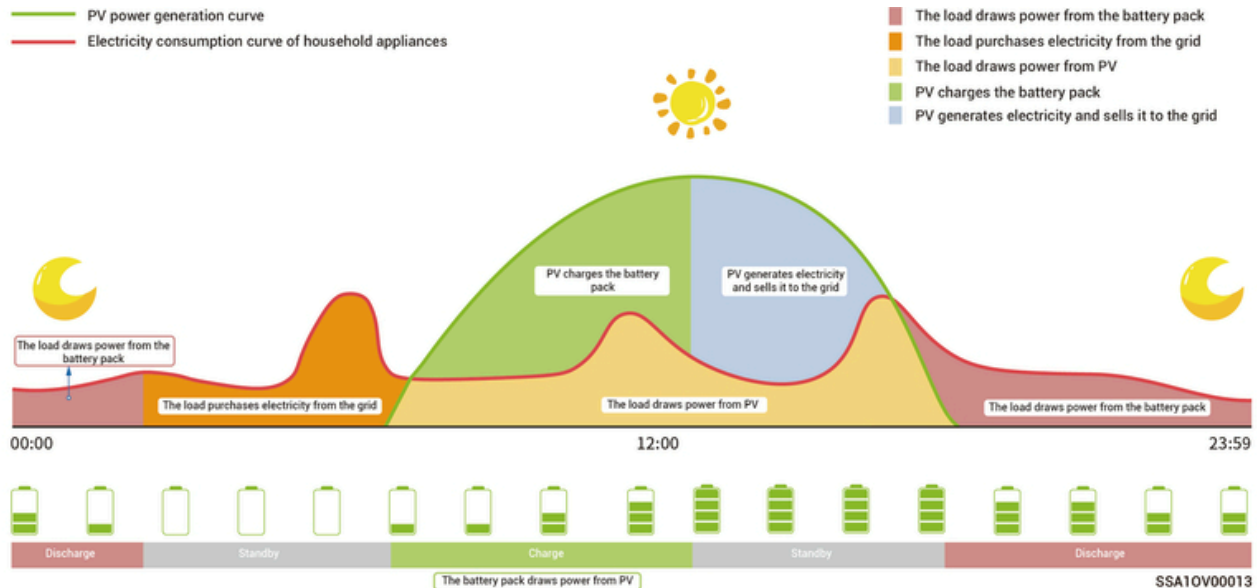 PV power generation curve
Electricity consumption curve of household appliances
The load draws power from the battery pack
The load purchases electricity from the grid
The load draws power from PV
PV charges the battery pack
PV generates electricity and sells it to the grid
PV charges the battery
pack
PV generates electricity
and sells it to the grid
The load draws power from the
battery pack
The load purchases electricity from the grid
The load draws power from PV
The load draws power from the battery pack
00:00
12:00
23:59
Discharge
Standby
Charge
Standby
Discharge
The battery pack draws power from PV
SSA1OV00013